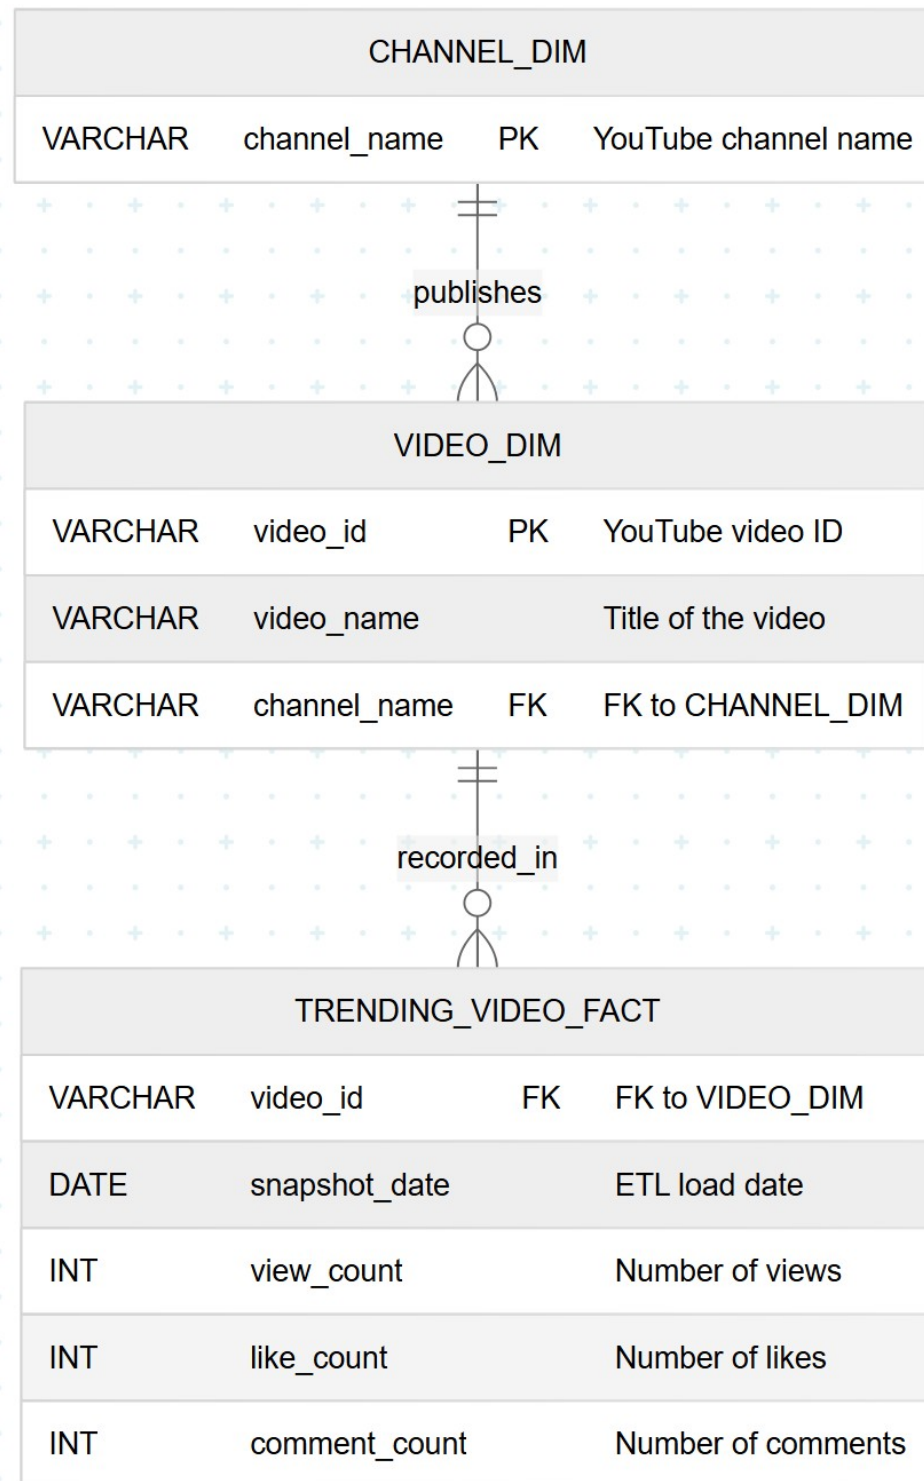 CHANNEL_DIM
VARCHAR channel_name PK YouTube channel name
publishes
VIDEO_DIM
VARCHAR video_id PK YouTube video ID
VARCHAR video_name Title of the video
VARCHAR channel_name FK FK to CHANNEL_DIM
recorded_in
TRENDING_VIDEO_FACT
VARCHAR video_id FK FK to VIDEO_DIM
DATE snapshot_date ETL load date
INT view_count Number of views
INT like_count Number of likes
INT comment_count Number of comments